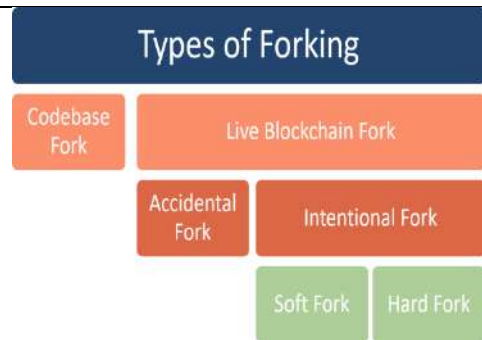 Types of Forking
Codebase
Fork
Live Blockchain Fork
Accidental
Fork
Intentional Fork
Soft Fork
Hard Fork